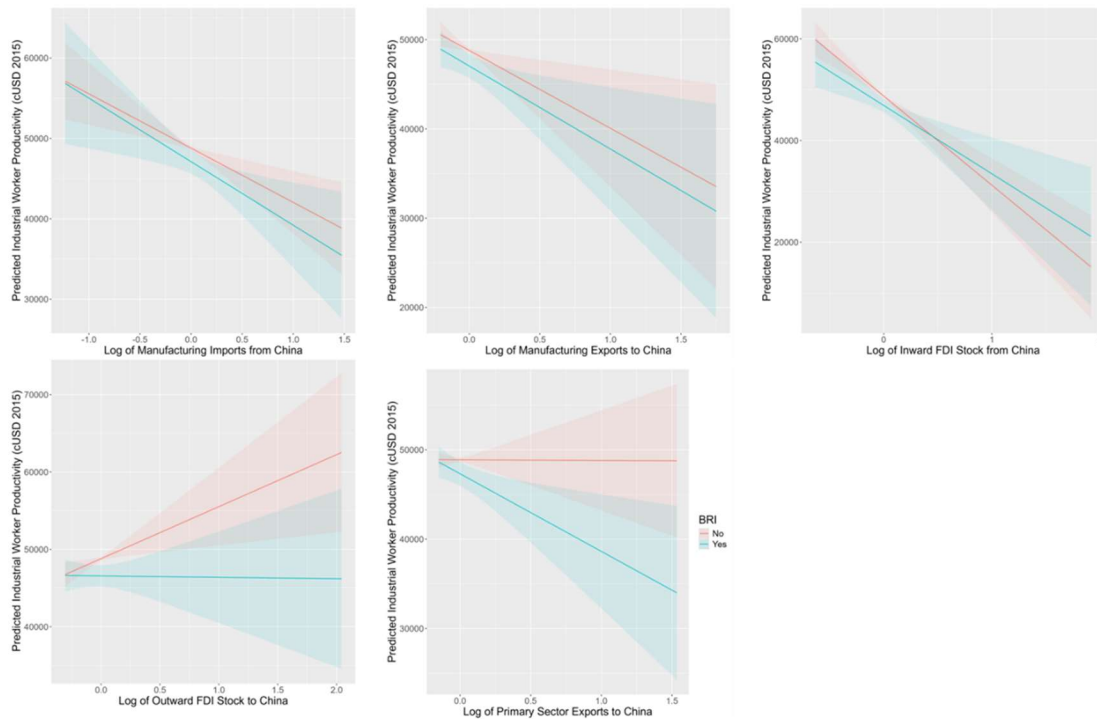 Predicted Industrial Worker Productivity (cUSD 2015)
60000
50000
40000
30000
-1.0 -0.5 0.0 0.5 1.0 1.5
Log of Manufacturing Imports from China
Predicted Industrial Worker Productivity (cUSD 2015)
50000
40000
30000
20000
0.0 0.5 1.0 1.5
Log of Manufacturing Exports to China
Predicted Industrial Worker Productivity (cUSD 2015)
60000
40000
20000
0 1
Log of Inward FDI Stock from China
Predicted Industrial Worker Productivity (cUSD 2015)
70000
60000
50000
40000
0.0 0.5 1.0 1.5 2.0
Log of Outward FDI Stock to China
Predicted Industrial Worker Productivity (cUSD 2015)
50000
40000
30000
0.0 0.5 1.0 1.5
Log of Primary Sector Exports to China
BRI
No
Yes